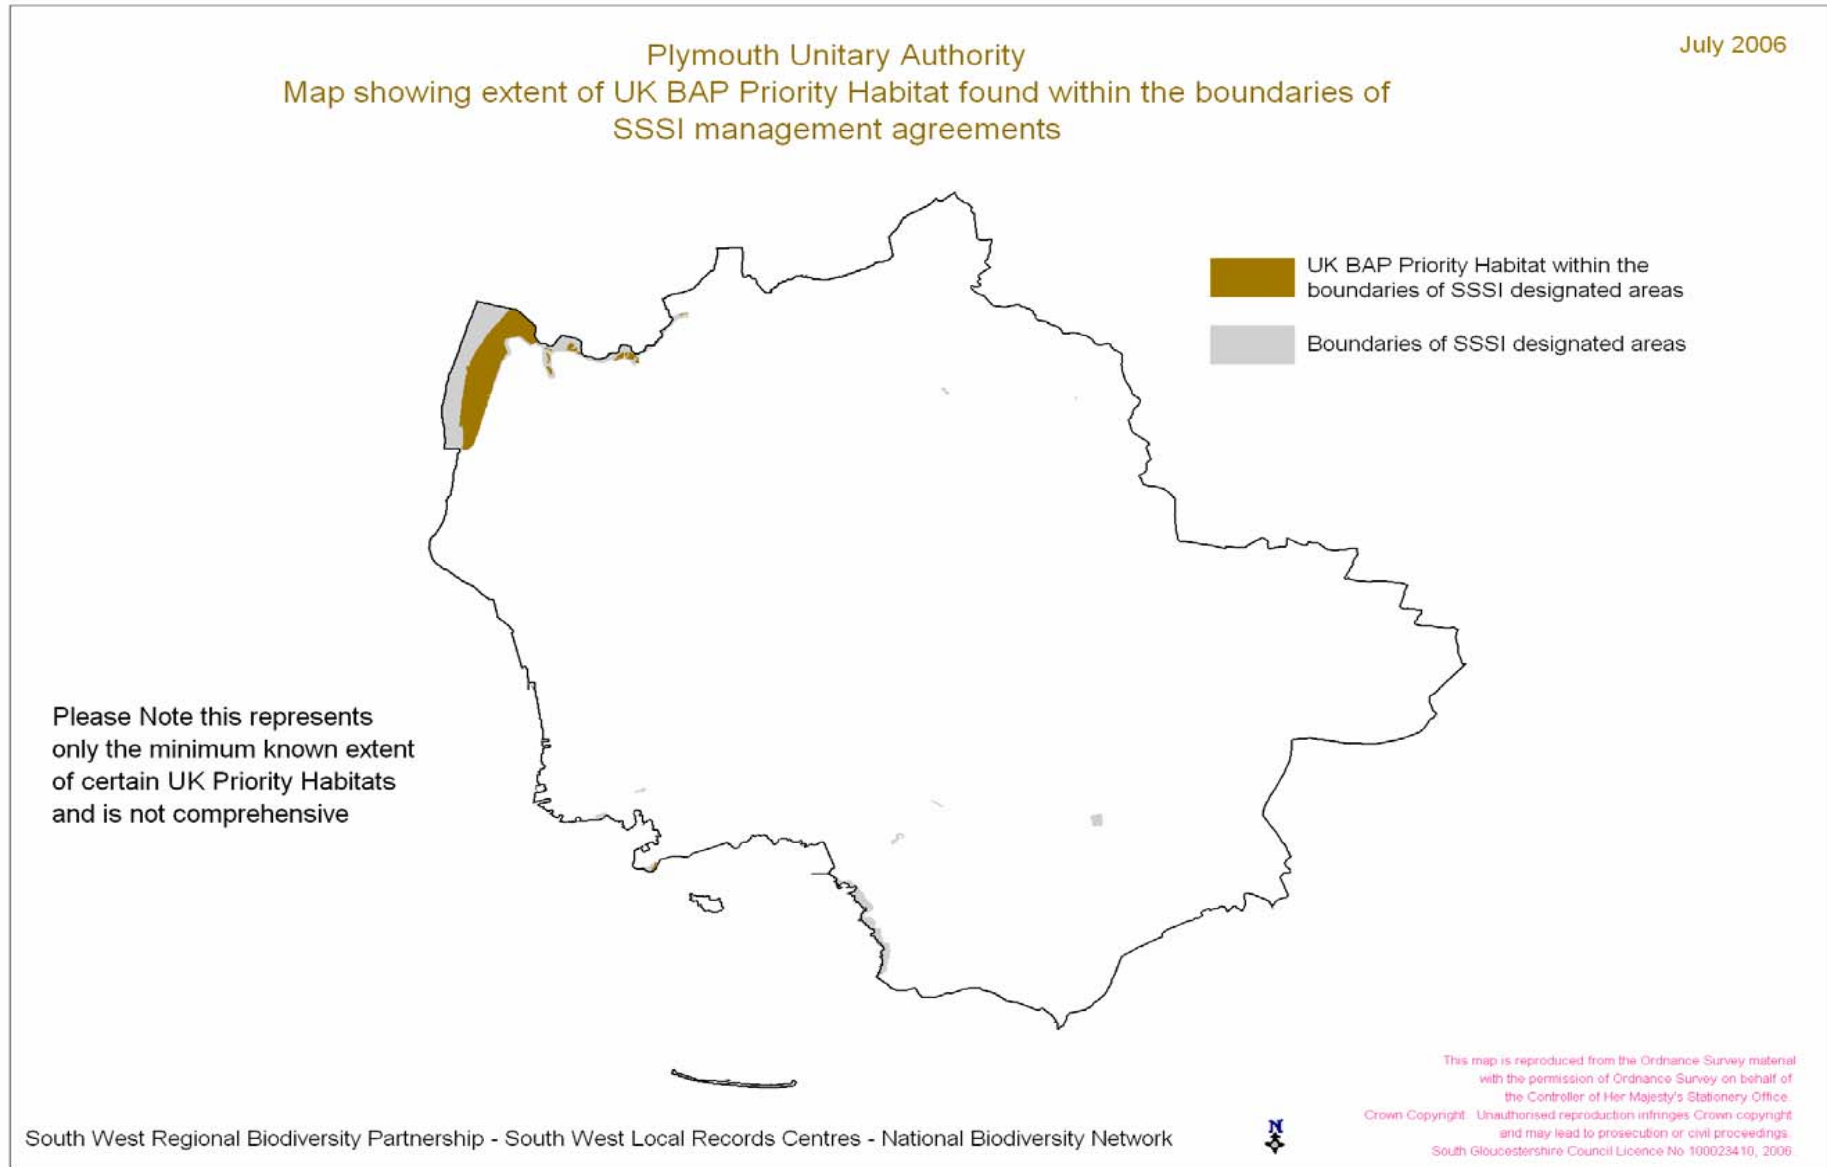 Plymouth Unitary Authority
Map showing extent of UK BAP Priority Habitat found within the boundaries of
SSSI management agreements
July 2006
UK BAP Priority Habitat within the
boundaries of SSSI designated areas
Boundaries of SSSI designated areas
Please Note this represents
only the minimum known extent
of certain UK Priority Habitats
and is not comprehensive
This map is reproduced from the Ordnance Survey material
with the permission of Ordnance Survey on behalf of
the Controller of Her Majesty's Stationery Office.
Crown Copyright. Unauthorised reproduction infringes Crown copyright
and may lead to prosecution or civil proceedings.
South Gloucestershire Council Licence No 100023410, 2006.
South West Regional Biodiversity Partnership - South West Local Records Centres - National Biodiversity Network
N